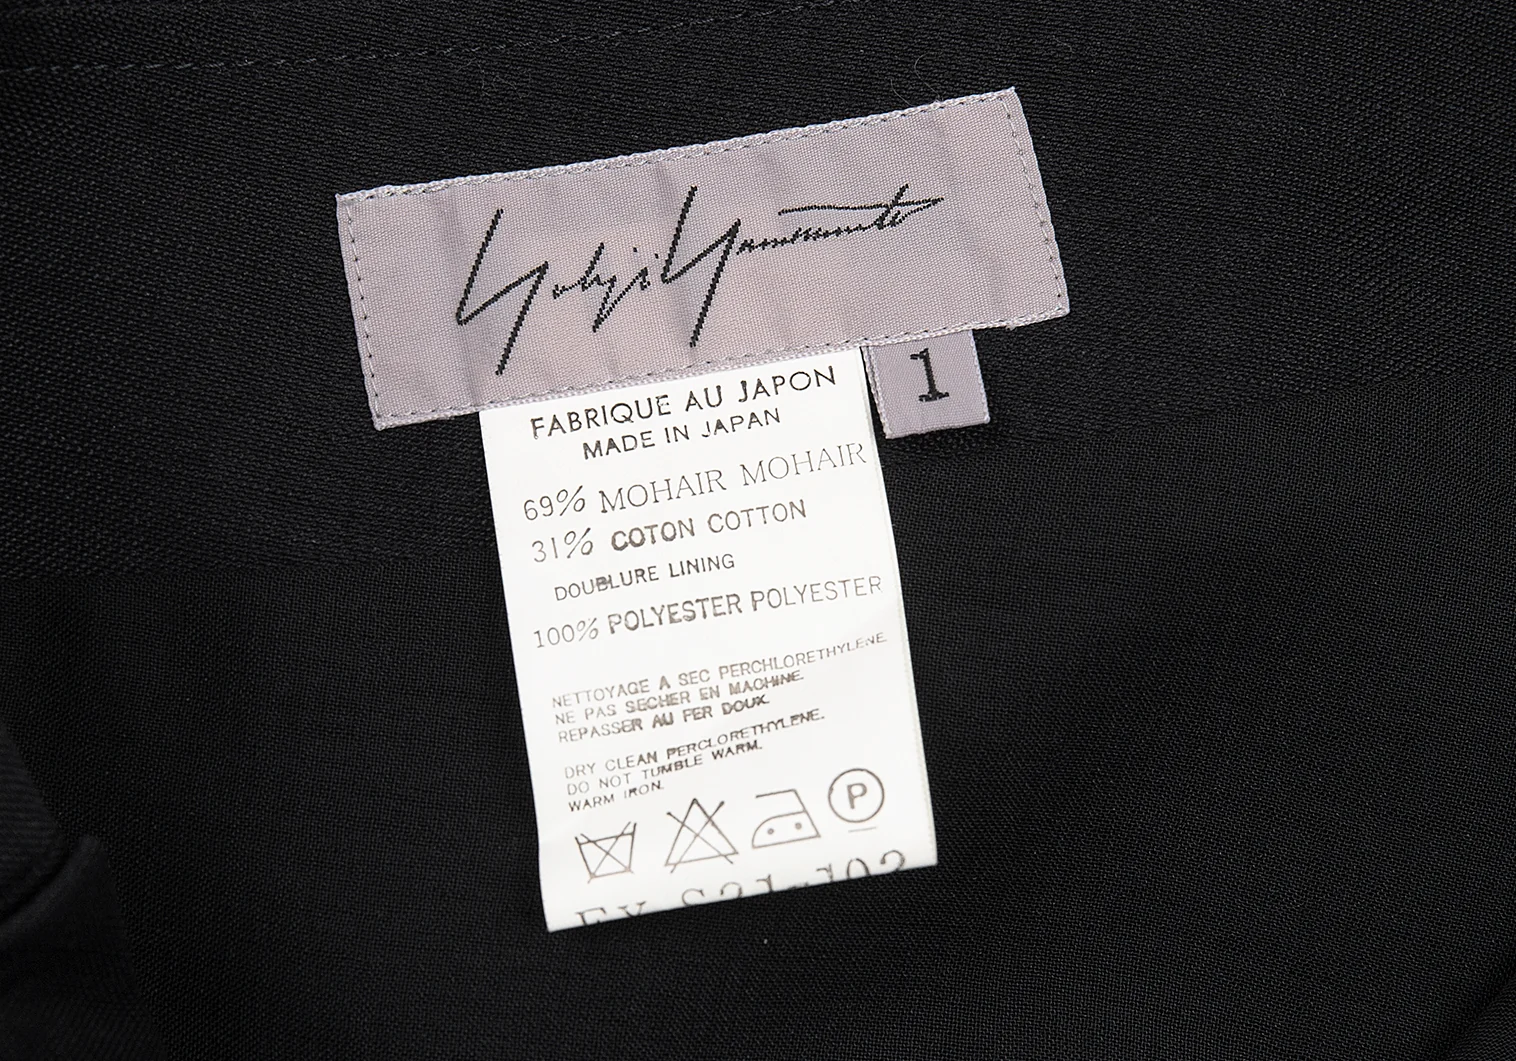 Yohji Yamamoto
1
FABRIQUE AU JAPON
MADE IN JAPAN
69% MOHAIR MOHAIR
31% COTON COTTON
DOUBLURE LINING
100% POLYESTER POLYESTER
NETTOYAGE A SEC PERCHLORETHYLENE.
NE PAS SECHER EN MACHINE.
REPASSER AU FER DOUX.
DRY CLEAN PERCLORETHYLENE.
DO NOT TUMBLE WARM.
WARM IRON.
P